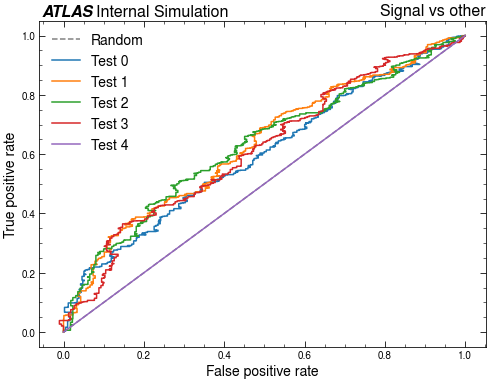 ATLAS Internal Simulation
Signal vs other
Random
Test 0
Test 1
Test 2
Test 3
Test 4
1.0
0.8
0.6
0.4
0.2
0.0
True positive rate
0.0 0.2 0.4 0.6 0.8 1.0
False positive rate